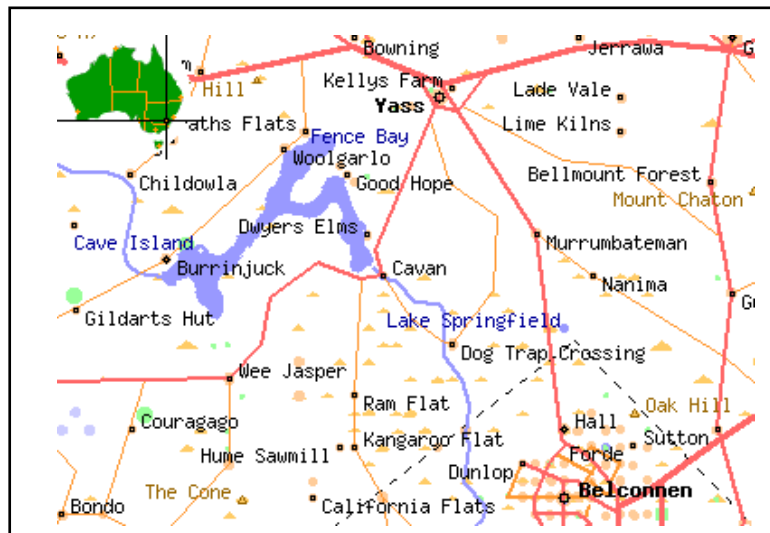 Bowning
Jerrawa
Kellys Farm
Hill
Lade Vale
Yass
aths Flats
Lime Kilns
Fence Bay
Woolgarlo
Bellmount Forest
Childowla
Good Hope
Mount Chaton
Dwyers Elms
Cave Island
Murrumbateman
Burrinjuck
Cavan
Nanima
Gildarts Hut
Lake Springfield
Dog Trap Crossing
Wee Jasper
Ram Flat
Oak Hill
Couragago
Hall
Kangaroo Flat
Sutton
Hume Sawmill
Forde
Dunlop
The Cone
Belconnen
Bondo
California Flats